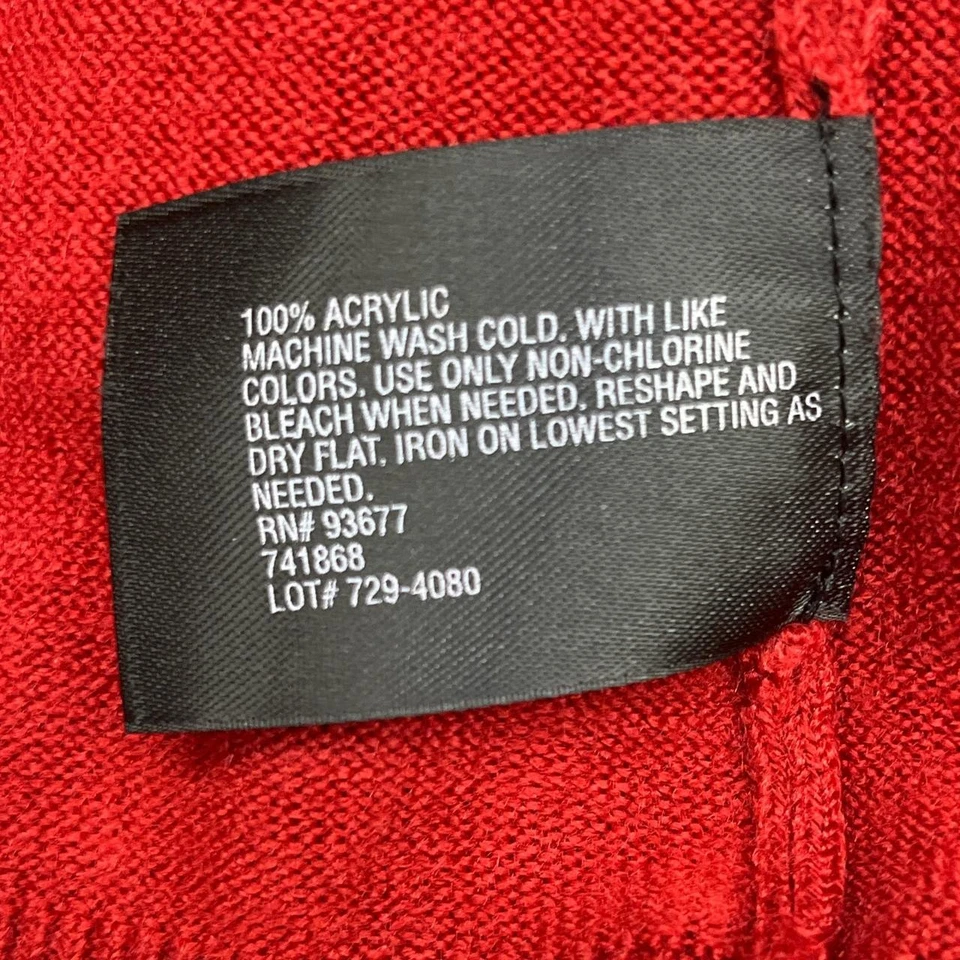 100% ACRYLIC
MACHINE WASH COLD. WITH LIKE
COLORS. USE ONLY NON-CHLORINE
BLEACH WHEN NEEDED. RESHAPE AND
DRY FLAT. IRON ON LOWEST SETTING AS
NEEDED.
RN# 93677
741868
LOT# 729-4080